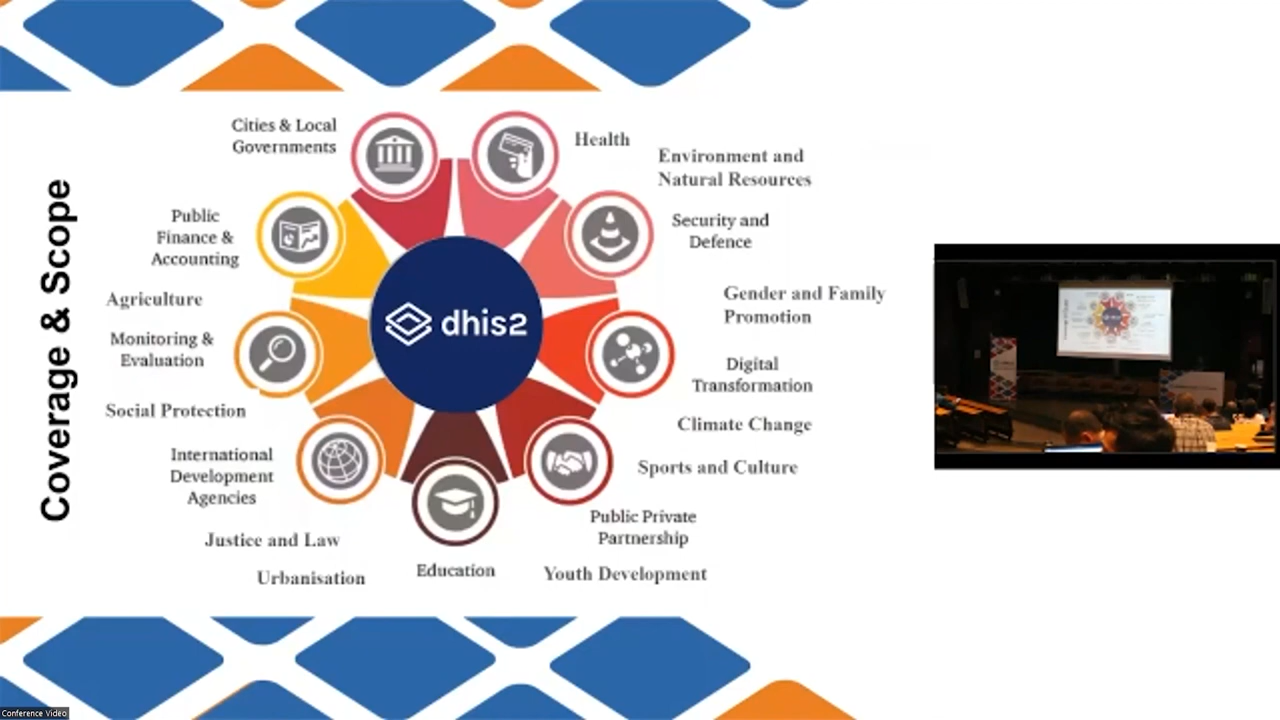 Coverage & Scope
Cities & Local
Governments
Health
Environment and
Natural Resources
Public
Finance &
Accounting
Security and
Defence
Agriculture
Gender and Family
Promotion
Monitoring &
Evaluation
dhis2
Digital
Transformation
Social Protection
Climate Change
International
Development
Agencies
Sports and Culture
Public Private
Partnership
Justice and Law
Urbanisation
Education
Youth Development
Conference Video